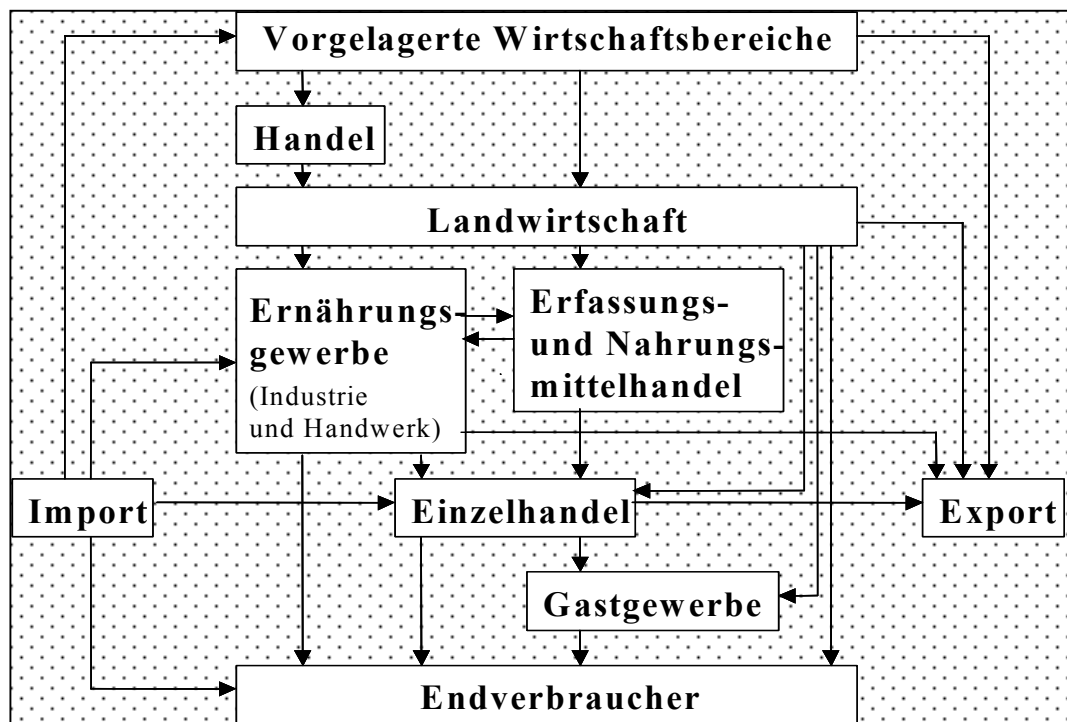 Vorgelagerte Wirtschaftsbereiche
Handel
Landwirtschaft
Ernährungs-
gewerbe
(Industrie
und Handwerk)
Erfassungs-
und Nahrungs-
mittelhandel
Import
Einzelhandel
Export
Gastgewerbe
Endverbraucher